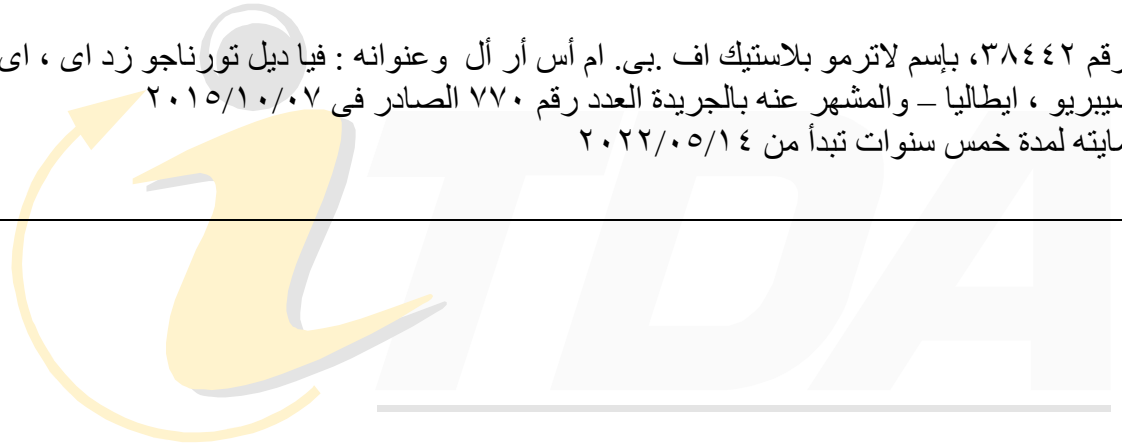 رقم ٣٨٤٤٢، بإسم لاترمو بلاستيك اف .بى. ام أس أر أل وعنوانه : فيا ديل تورناجو زد اى ، اى
سيبريو ، ايطاليا – والمشهر عنه بالجريدة العدد رقم ٧٧٠ الصادر فى ٢٠١٥/١٠/٠٧
لمدة خمس سنوات تبدأ من ٢٠٢٢/٠٥/١٤
iTDA